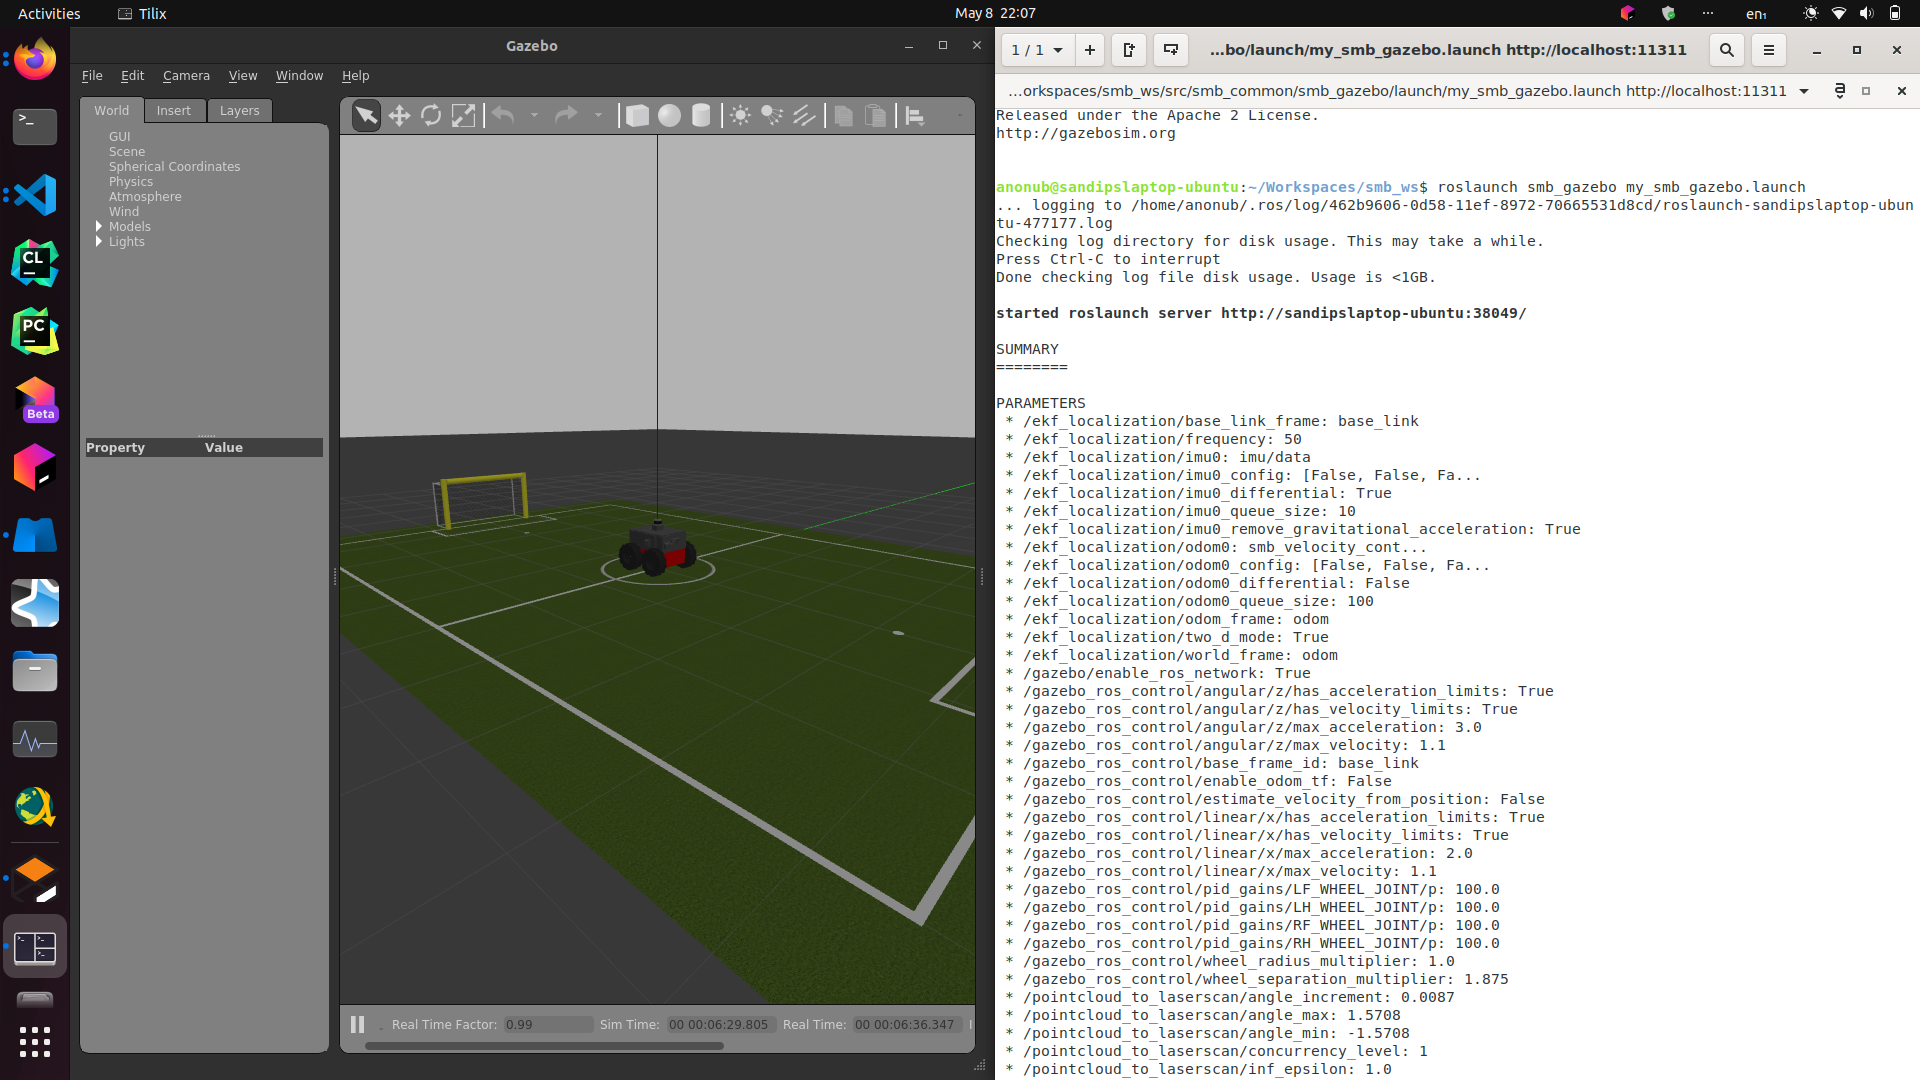 Activities
Tilix
May 8 22:07
en₁
Gazebo
File Edit Camera View Window Help
World Insert Layers
GUI
Scene
Spherical Coordinates
Physics
Atmosphere
Wind
Models
Lights
Property Value
Real Time Factor: 0.99 Sim Time: 00 00:06:29.805 Real Time: 00 00:06:36.347
>_
CL
PC
Beta
1 / 1
...bo/launch/my_smb_gazebo.launch http://localhost:11311
...orkspaces/smb_ws/src/smb_common/smb_gazebo/launch/my_smb_gazebo.launch http://localhost:11311
Released under the Apache 2 License.
http://gazebosim.org
anonub@sandipslaptop-ubuntu:~/Workspaces/smb_ws$ roslaunch smb_gazebo my_smb_gazebo.launch
... logging to /home/anonub/.ros/log/462b9606-0d58-11ef-8972-70665531d8cd/roslaunch-sandipslaptop-ubun
tu-477177.log
Checking log directory for disk usage. This may take a while.
Press Ctrl-C to interrupt
Done checking log file disk usage. Usage is <1GB.
started roslaunch server http://sandipslaptop-ubuntu:38049/
SUMMARY
========
PARAMETERS
* /ekf_localization/base_link_frame: base_link
* /ekf_localization/frequency: 50
* /ekf_localization/imu0: imu/data
* /ekf_localization/imu0_config: [False, False, Fa...
* /ekf_localization/imu0_differential: True
* /ekf_localization/imu0_queue_size: 10
* /ekf_localization/imu0_remove_gravitational_acceleration: True
* /ekf_localization/odom0: smb_velocity_cont...
* /ekf_localization/odom0_config: [False, False, Fa...
* /ekf_localization/odom0_differential: False
* /ekf_localization/odom0_queue_size: 100
* /ekf_localization/odom_frame: odom
* /ekf_localization/two_d_mode: True
* /ekf_localization/world_frame: odom
* /gazebo/enable_ros_network: True
* /gazebo_ros_control/angular/z/has_acceleration_limits: True
* /gazebo_ros_control/angular/z/has_velocity_limits: True
* /gazebo_ros_control/angular/z/max_acceleration: 3.0
* /gazebo_ros_control/angular/z/max_velocity: 1.1
* /gazebo_ros_control/base_frame_id: base_link
* /gazebo_ros_control/enable_odom_tf: False
* /gazebo_ros_control/estimate_velocity_from_position: False
* /gazebo_ros_control/linear/x/has_acceleration_limits: True
* /gazebo_ros_control/linear/x/has_velocity_limits: True
* /gazebo_ros_control/linear/x/max_acceleration: 2.0
* /gazebo_ros_control/linear/x/max_velocity: 1.1
* /gazebo_ros_control/pid_gains/LF_WHEEL_JOINT/p: 100.0
* /gazebo_ros_control/pid_gains/LH_WHEEL_JOINT/p: 100.0
* /gazebo_ros_control/pid_gains/RF_WHEEL_JOINT/p: 100.0
* /gazebo_ros_control/pid_gains/RH_WHEEL_JOINT/p: 100.0
* /gazebo_ros_control/wheel_radius_multiplier: 1.0
* /gazebo_ros_control/wheel_separation_multiplier: 1.875
* /pointcloud_to_laserscan/angle_increment: 0.0087
* /pointcloud_to_laserscan/angle_max: 1.5708
* /pointcloud_to_laserscan/angle_min: -1.5708
* /pointcloud_to_laserscan/concurrency_level: 1
* /pointcloud_to_laserscan/inf_epsilon: 1.0